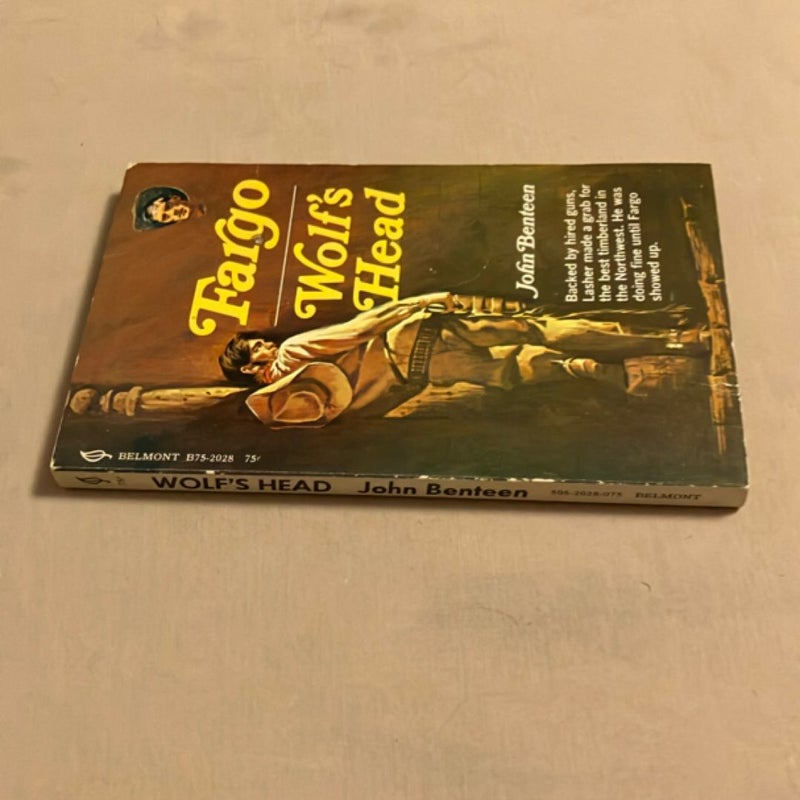 Fargo
Wolf's
Head
John Benteen
Backed by hired guns,
Lasher made a grab for
the best timberland in
the Northwest. He was
doing fine until Fargo
showed up.
BELMONT B75-2028 75¢
WOLF'S HEAD John Benteen 505-2028-075 BELMONT